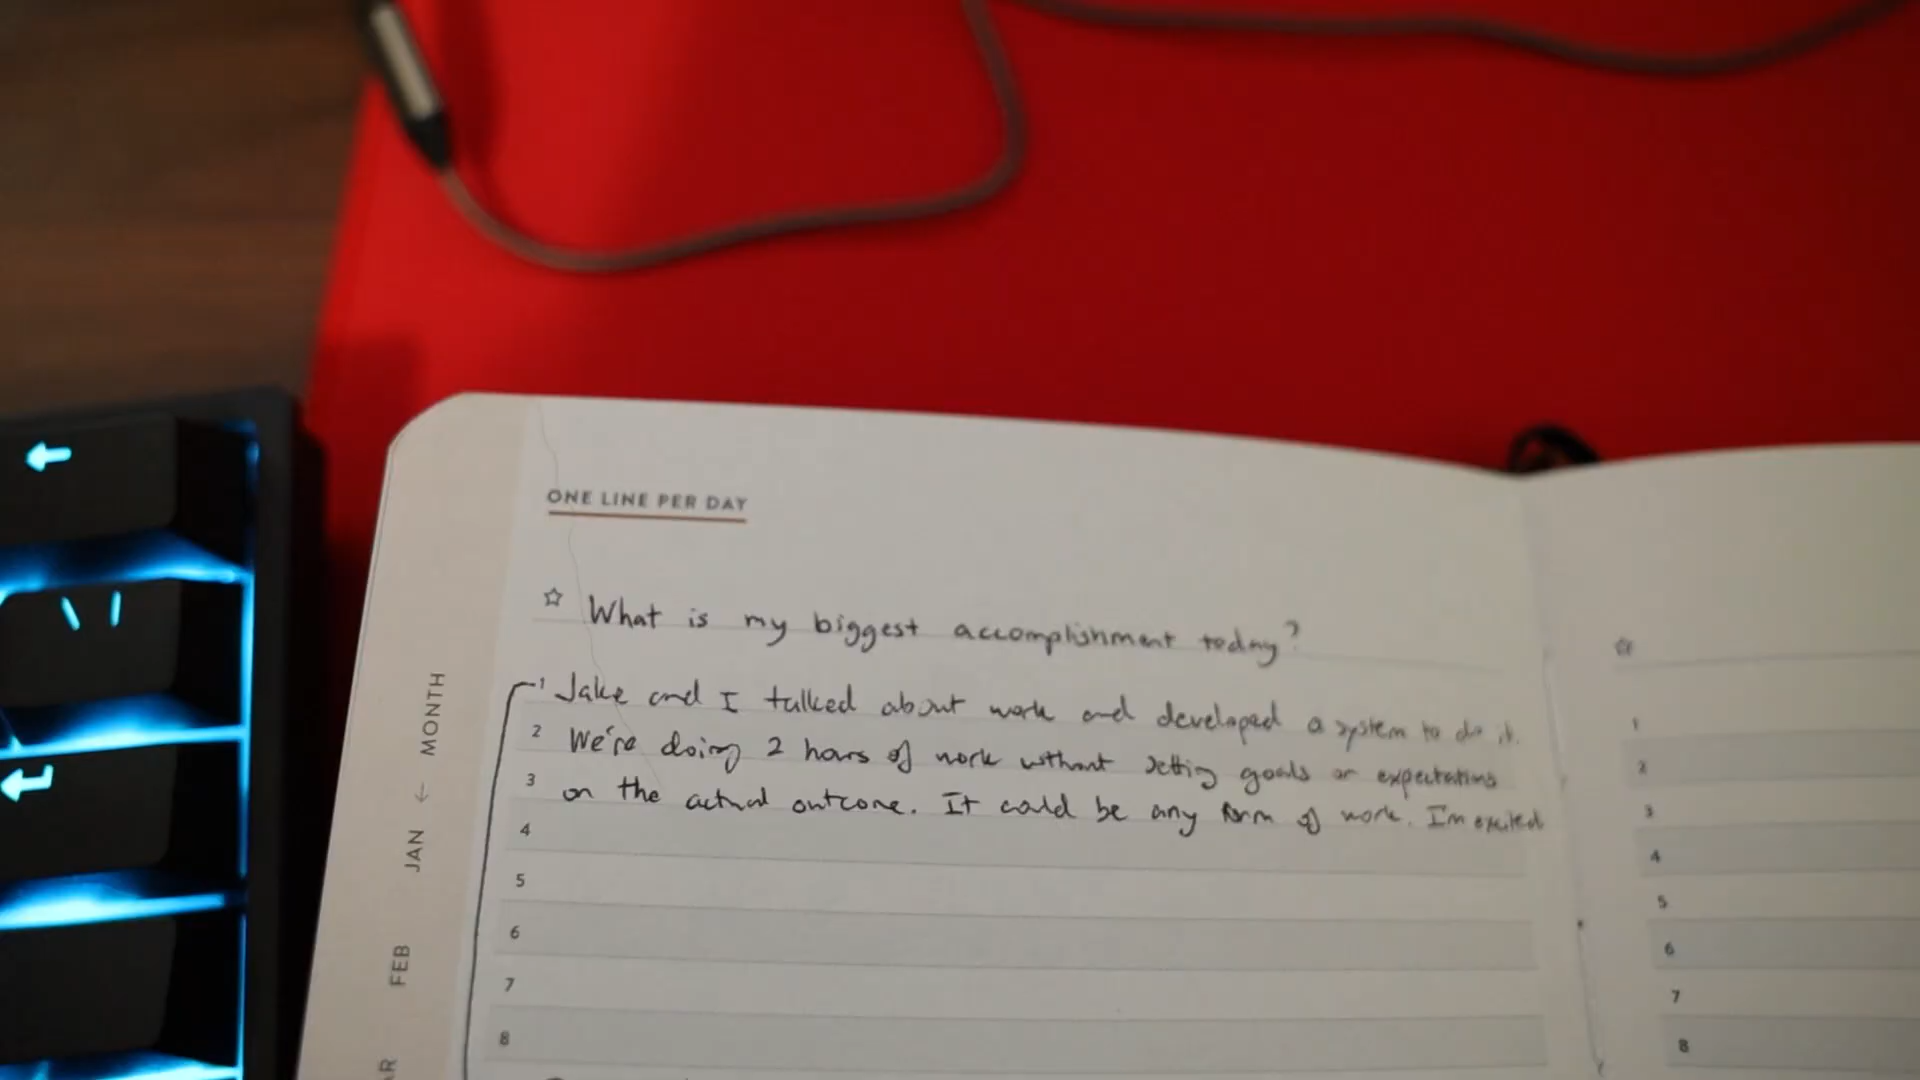 ONE LINE PER DAY
☆ What is my biggest accomplishment today?
1 Jake and I talked about work and developed a system to do it.
2 We're doing 2 hours of work without setting goals or expectations
3 on the actual outcome. It could be any form of work. I'm excited
4
5
6
7
8
MONTH
←
JAN
FEB
1
2
3
4
5
6
7
8